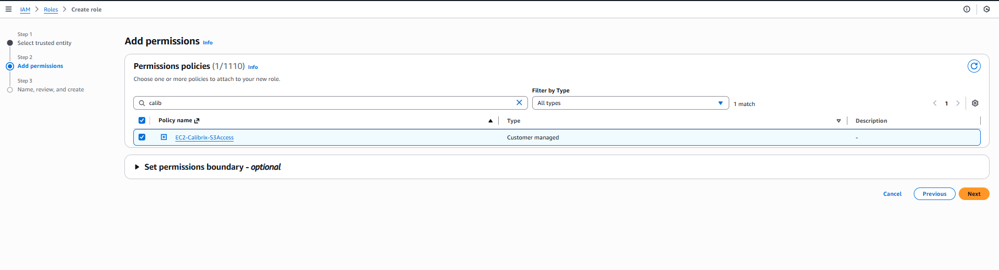 IAM > Roles > Create role
Step 1
Select trusted entity
Step 2
Add permissions
Step 3
Name, review, and create
Add permissions Info
Permissions policies (1/1110) Info
Choose one or more policies to attach to your new role.
Filter by Type
calib
All types
1 match
1
Policy name
Type
Description
EC2-Calibrix-S3Access
Customer managed
-
Set permissions boundary - optional
Cancel
Previous
Next